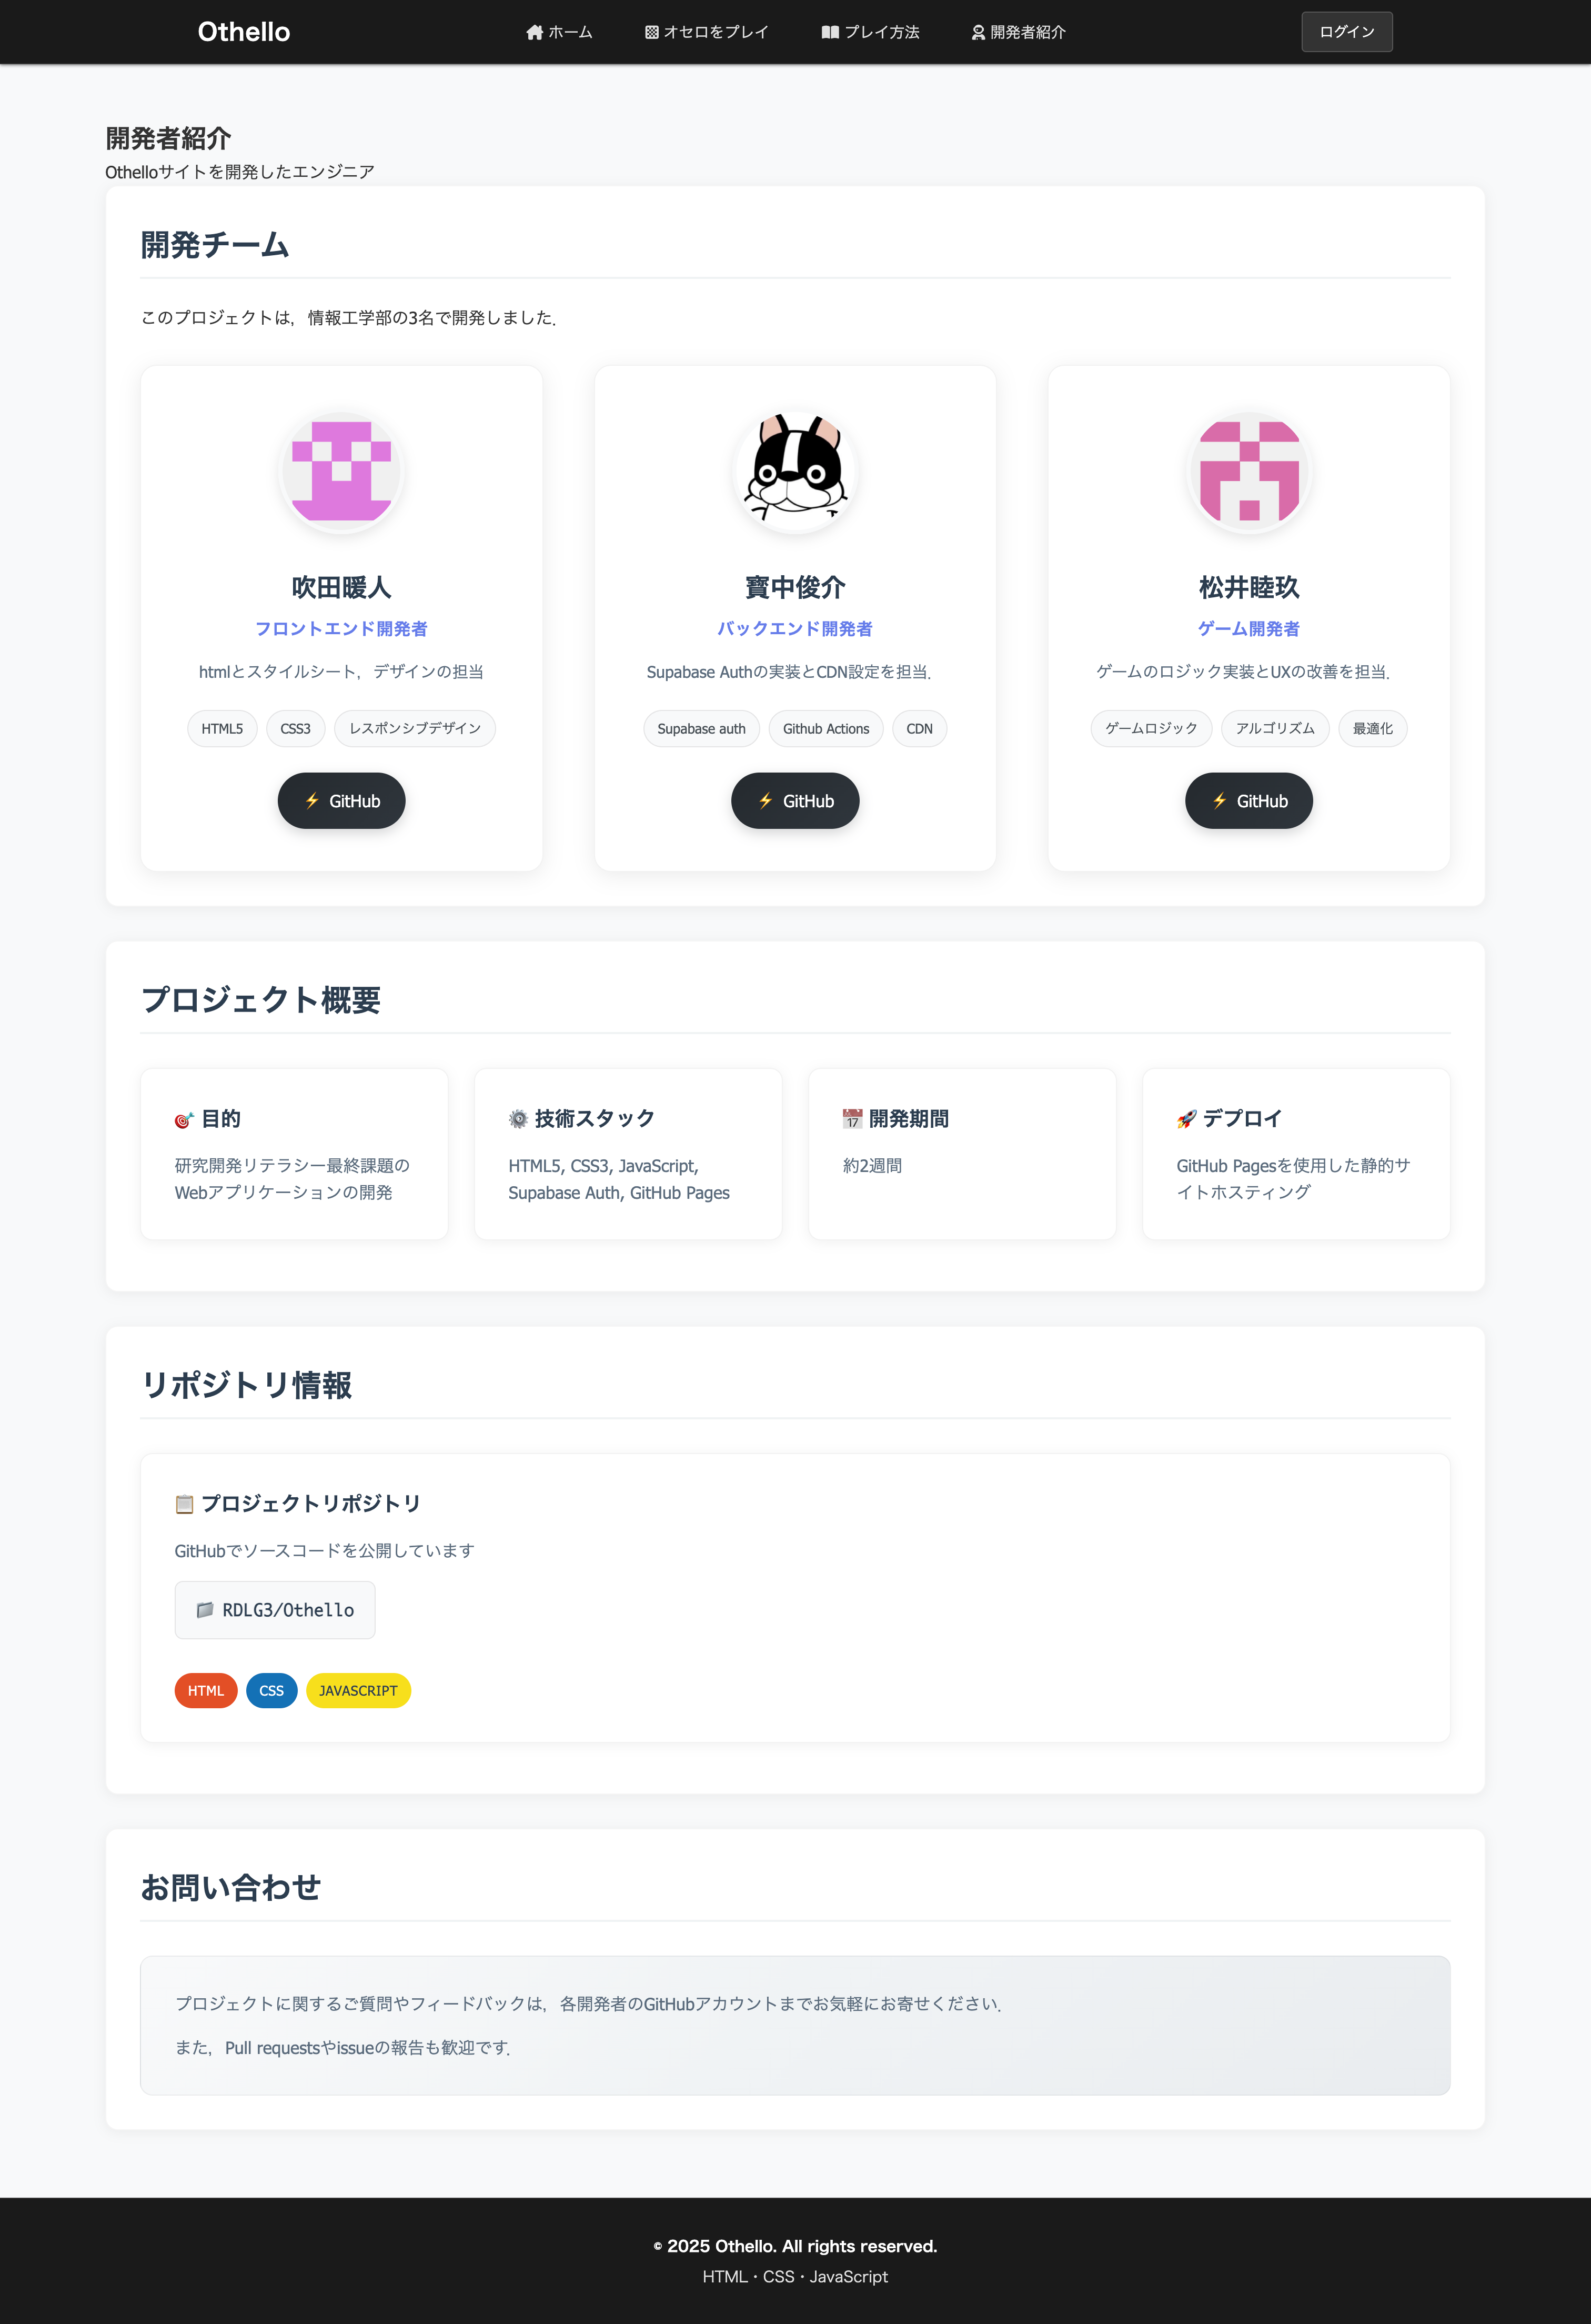 Othello
ホーム
オセロをプレイ
プレイ方法
開発者紹介
ログイン
開発者紹介
Othelloサイトを開発したエンジニア
開発チーム
このプロジェクトは，情報工学部の3名で開発しました．
吹田暖人
フロントエンド開発者
htmlとスタイルシート，デザインの担当
HTML5
CSS3
レスポンシブデザイン
⚡ GitHub
寳中俊介
バックエンド開発者
Supabase Authの実装とCDN設定を担当．
Supabase auth
Github Actions
CDN
⚡ GitHub
松井睦玖
ゲーム開発者
ゲームのロジック実装とUXの改善を担当．
ゲームロジック
アルゴリズム
最適化
⚡ GitHub
プロジェクト概要
🎯 目的
研究開発リテラシー最終課題の
Webアプリケーションの開発
⚙️ 技術スタック
HTML5, CSS3, JavaScript,
Supabase Auth, GitHub Pages
📅 開発期間
約2週間
🚀 デプロイ
GitHub Pagesを使用した静的サ
イトホスティング
リポジトリ情報
📋 プロジェクトリポジトリ
GitHubでソースコードを公開しています
📁 RDLG3/Othello
HTML
CSS
JAVASCRIPT
お問い合わせ
プロジェクトに関するご質問やフィードバックは，各開発者のGitHubアカウントまでお気軽にお寄せください．
また，Pull requestsやissueの報告も歓迎です．
© 2025 Othello. All rights reserved.
HTML・CSS・JavaScript